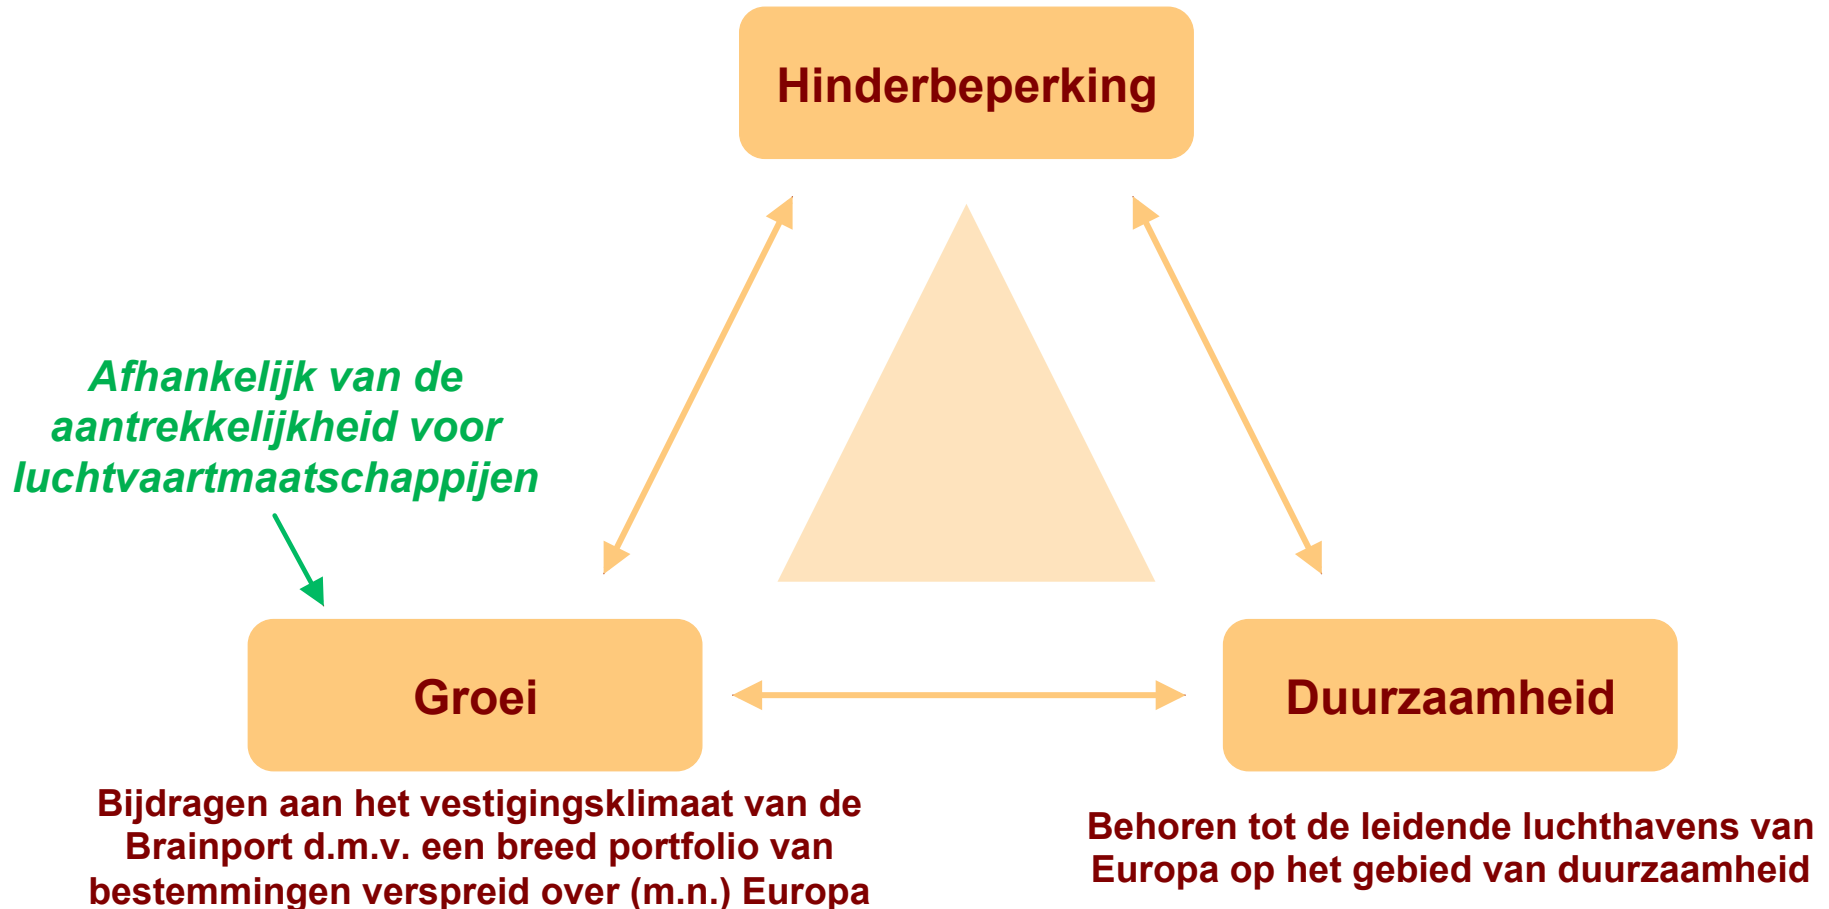 Hinderbeperking
Afhankelijk van de
aantrekkelijkheid voor
luchtvaartmaatschappijen
Groei
Duurzaamheid
Bijdragen aan het vestigingsklimaat van de
Brainport d.m.v. een breed portfolio van
bestemmingen verspreid over (m.n.) Europa
Behoren tot de leidende luchthavens van
Europa op het gebied van duurzaamheid